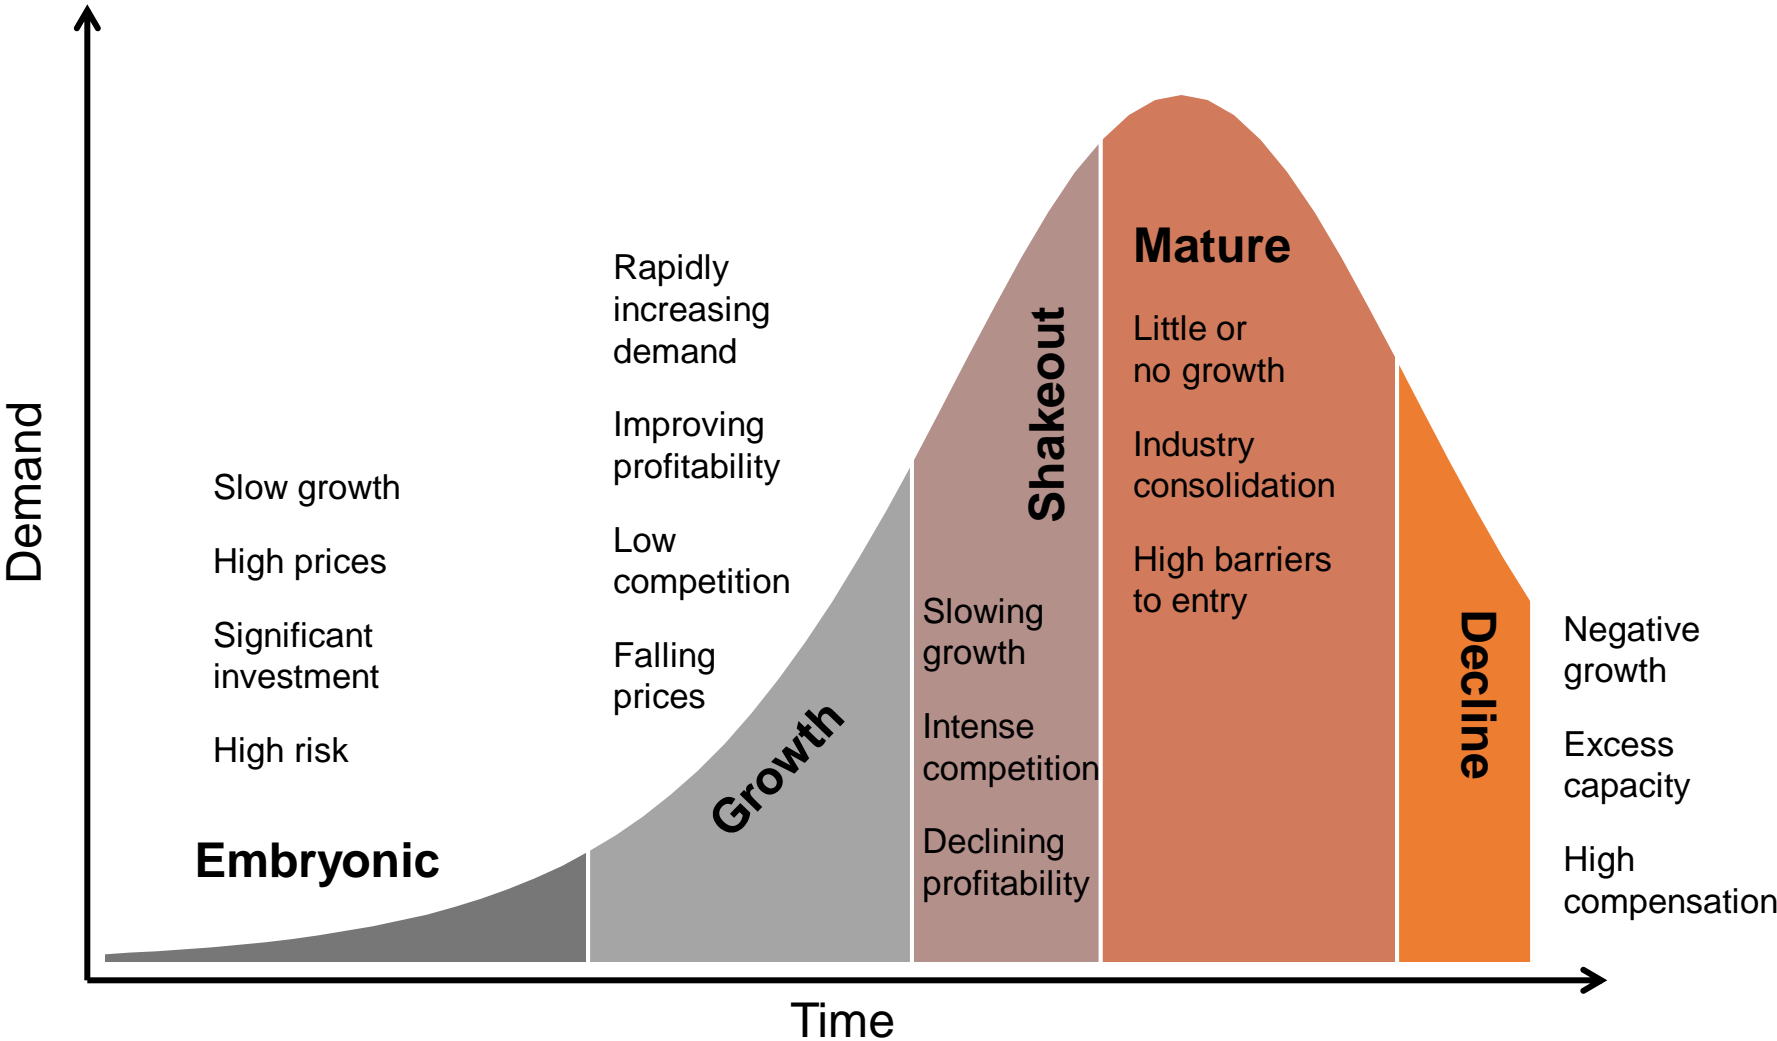 Demand
Slow growth
High prices
Significant
investment
High risk
Embryonic
Rapidly
increasing
demand
Improving
profitability
Low
competition
Falling
prices
Growth
Shakeout
Slowing
growth
Intense
competition
Declining
profitability
Mature
Little or
no growth
Industry
consolidation
High barriers
to entry
Decline
Negative
growth
Excess
capacity
High
compensation
Time